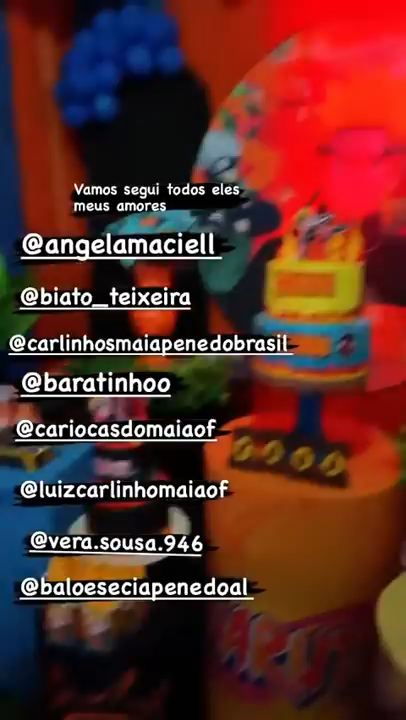 Vamos segui todos eles
meus amores
@angelamaciell
@biato_teixeira
@carlinhosmaiapenedobrasil
@baratinhoo
@cariocasdomaiaof
@luizcarlinhomaiaof
@vera.sousa.946
@baloeseciapenedoal